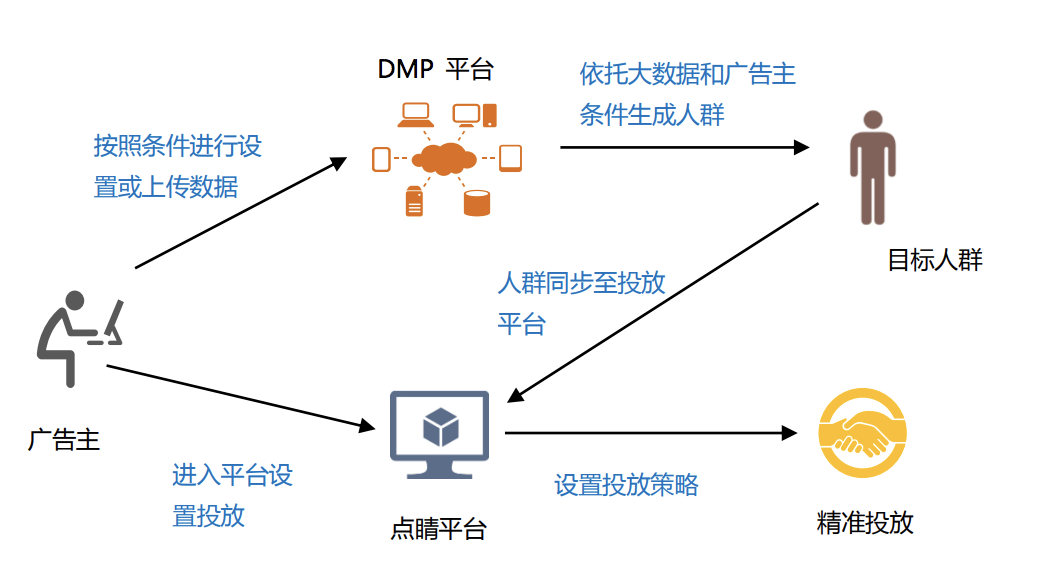 DMP 平台
依托大数据和广告主
条件生成人群
按照条件进行设
置或上传数据
目标人群
人群同步至投放
平台
广告主
进入平台设
置投放
设置投放策略
点睛平台
精准投放